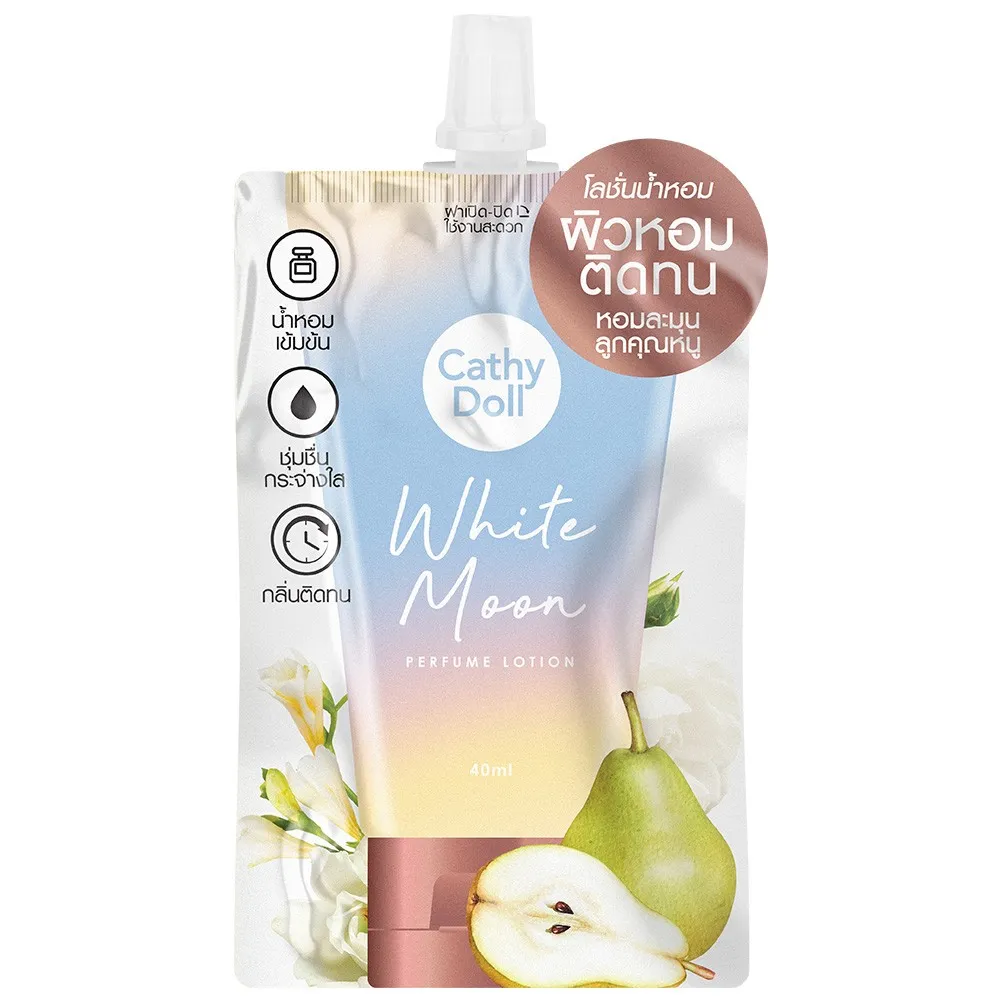 ฝาเปิด-ปิด
ใช้งานสะดวก
โลชั่นน้ำหอม
ผิวหอม
ติดทน
หอมละมุน
ลูกคุณหนู
น้ำหอม
เข้มข้น
ชุ่มชื่น
กระจ่างใส
กลิ่นติดทน
Cathy
Doll
White
Moon
PERFUME LOTION
40ml